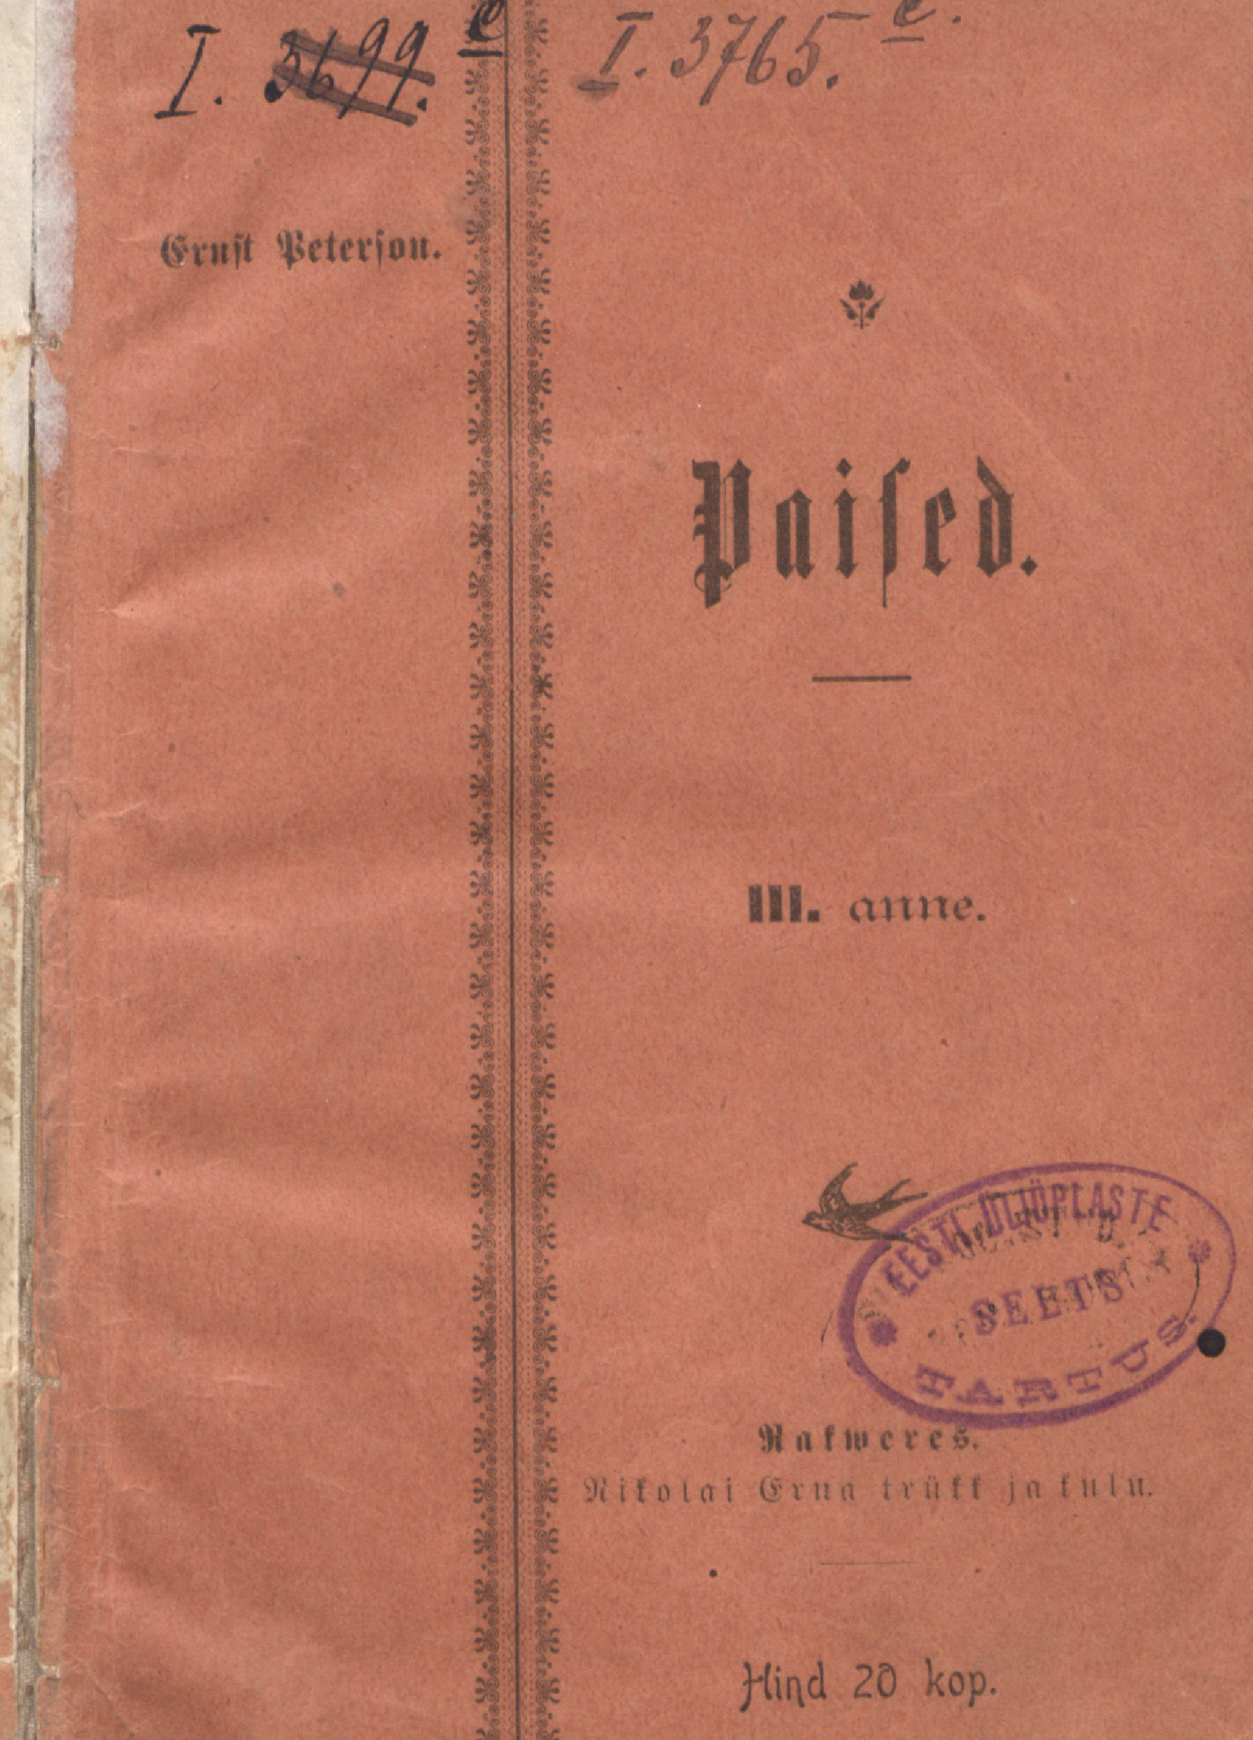 I. 3699. e
I. 3765. e.
Ernst Peterson.
Paised.
III. anne.
EESTI ÜLIÕPLASTE
SELTS
TARTUS.
Rakweres.
Nikolai Erna trükk ja kulu.
Hind 20 kop.